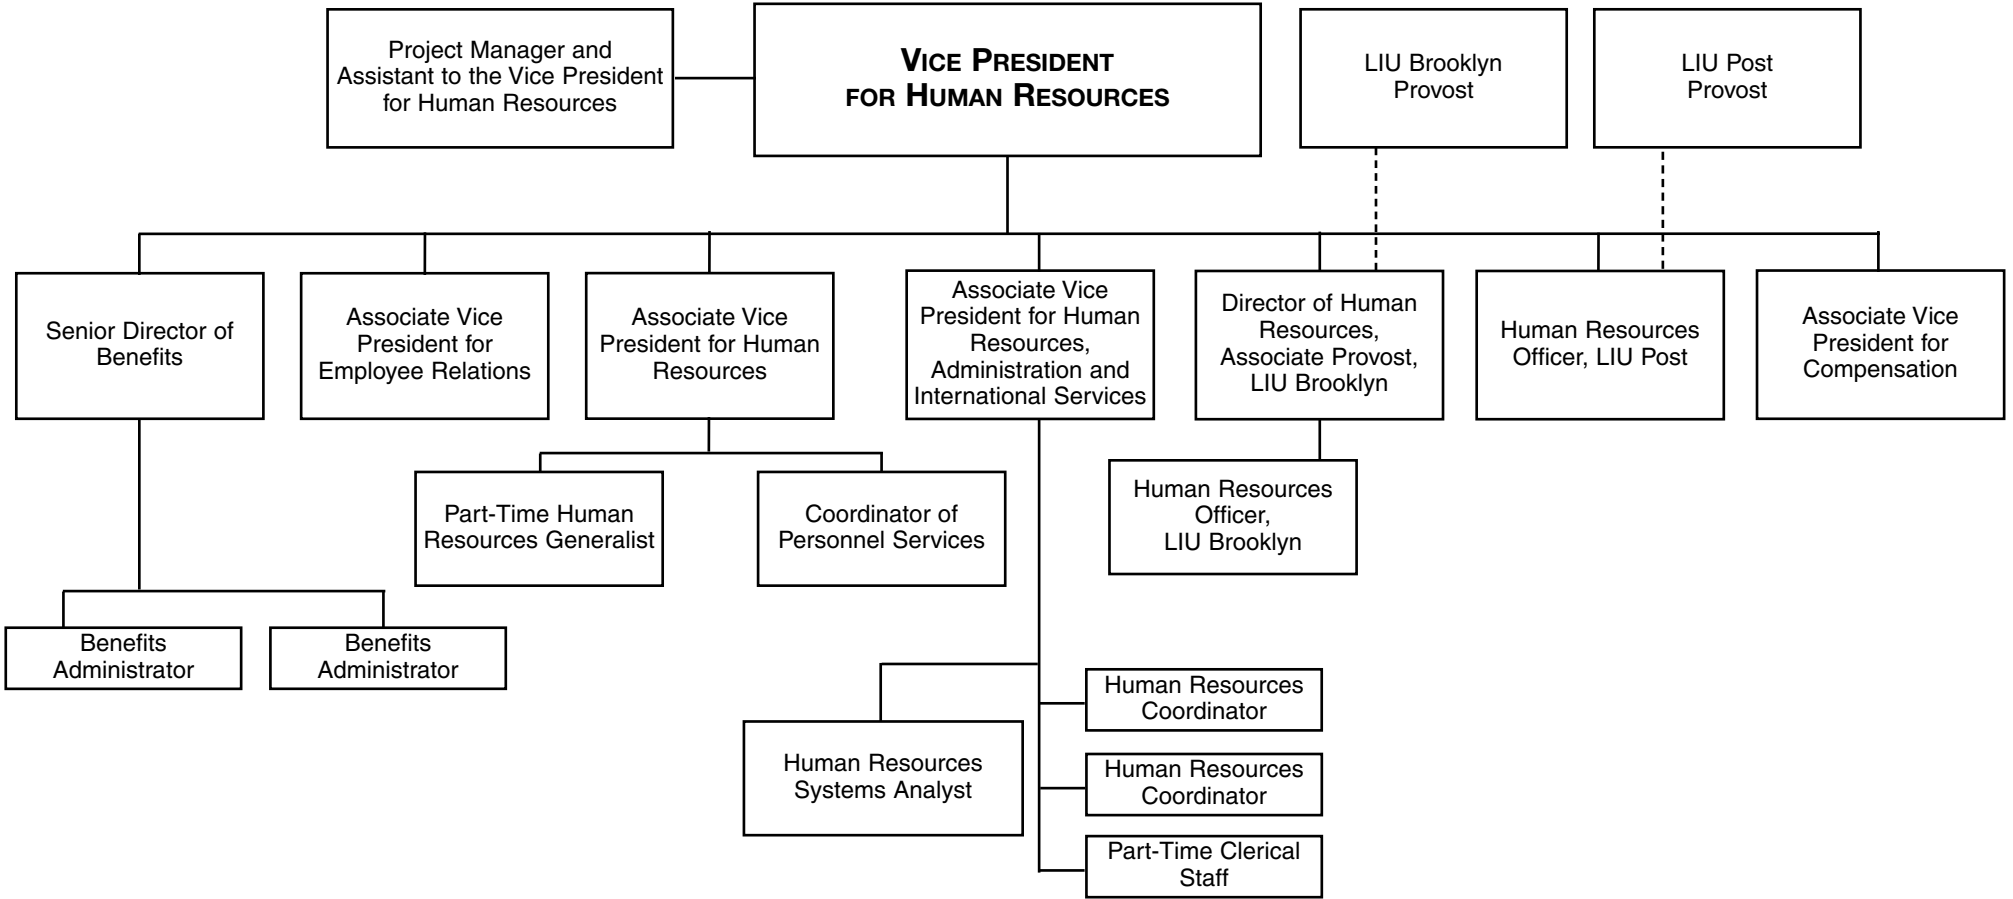 Project Manager and
Assistant to the Vice President
for Human Resources
VICE PRESIDENT
FOR HUMAN RESOURCES
LIU Brooklyn
Provost
LIU Post
Provost
Senior Director of
Benefits
Associate Vice
President for
Employee Relations
Associate Vice
President for Human
Resources
Associate Vice
President for Human
Resources,
Administration and
International Services
Director of Human
Resources,
Associate Provost,
LIU Brooklyn
Human Resources
Officer, LIU Post
Associate Vice
President for
Compensation
Part-Time Human
Resources Generalist
Coordinator of
Personnel Services
Human Resources
Officer,
LIU Brooklyn
Benefits
Administrator
Benefits
Administrator
Human Resources
Systems Analyst
Human Resources
Coordinator
Human Resources
Coordinator
Part-Time Clerical
Staff